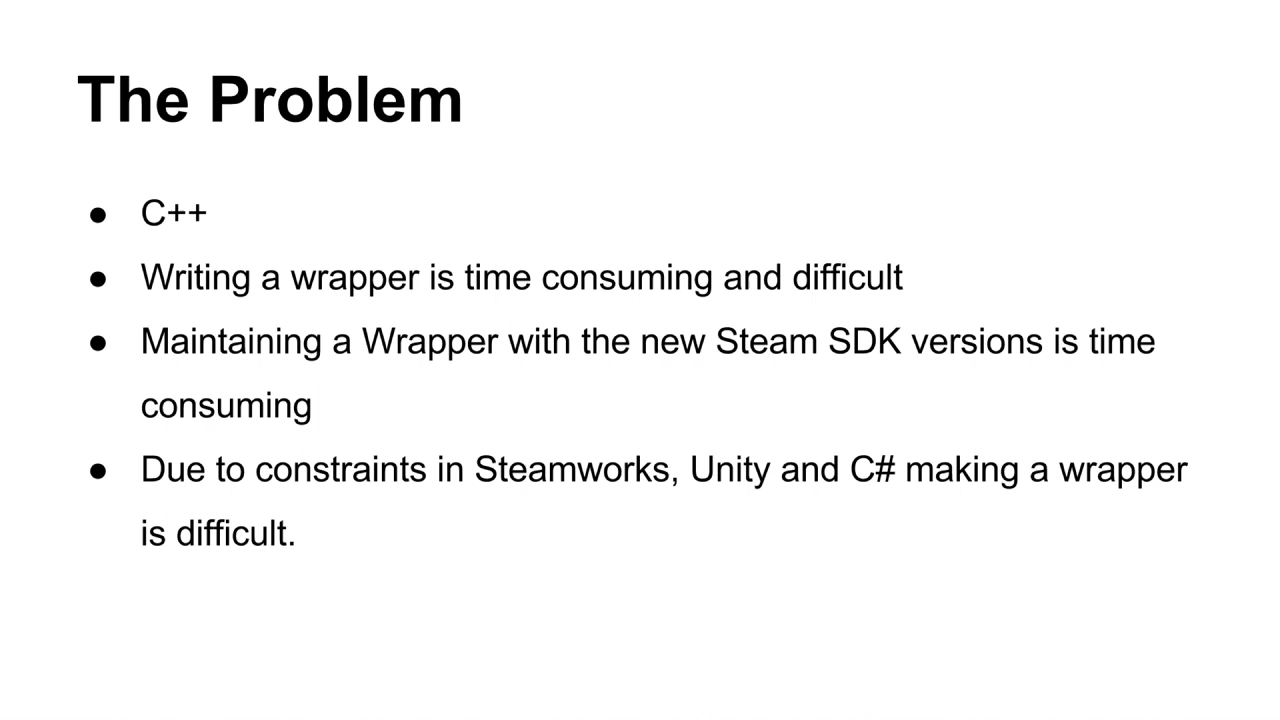 The Problem
● C++
● Writing a wrapper is time consuming and difficult
● Maintaining a Wrapper with the new Steam SDK versions is time
consuming
● Due to constraints in Steamworks, Unity and C# making a wrapper
is difficult.